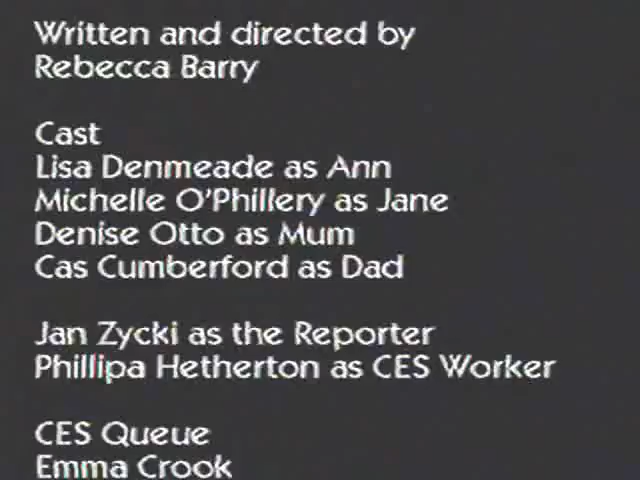 Written and directed by
Rebecca Barry
Cast
Lisa Denmeade as Ann
Michelle O'Phillery as Jane
Denise Otto as Mum
Cas Cumberford as Dad
Jan Zycki as the Reporter
Phillipa Hetherton as CES Worker
CES Queue
Emma Crook